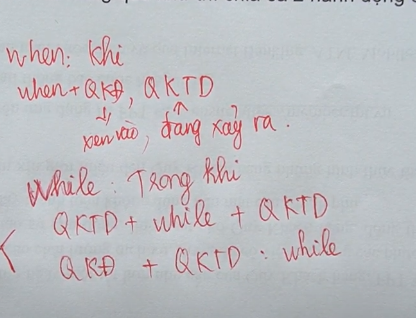 when: khi
when + QKĐ, QKTD
xen vào, đang xảy ra.
While: Trong khi
QKTD + while + QKTD
QKĐ + QKTD : while